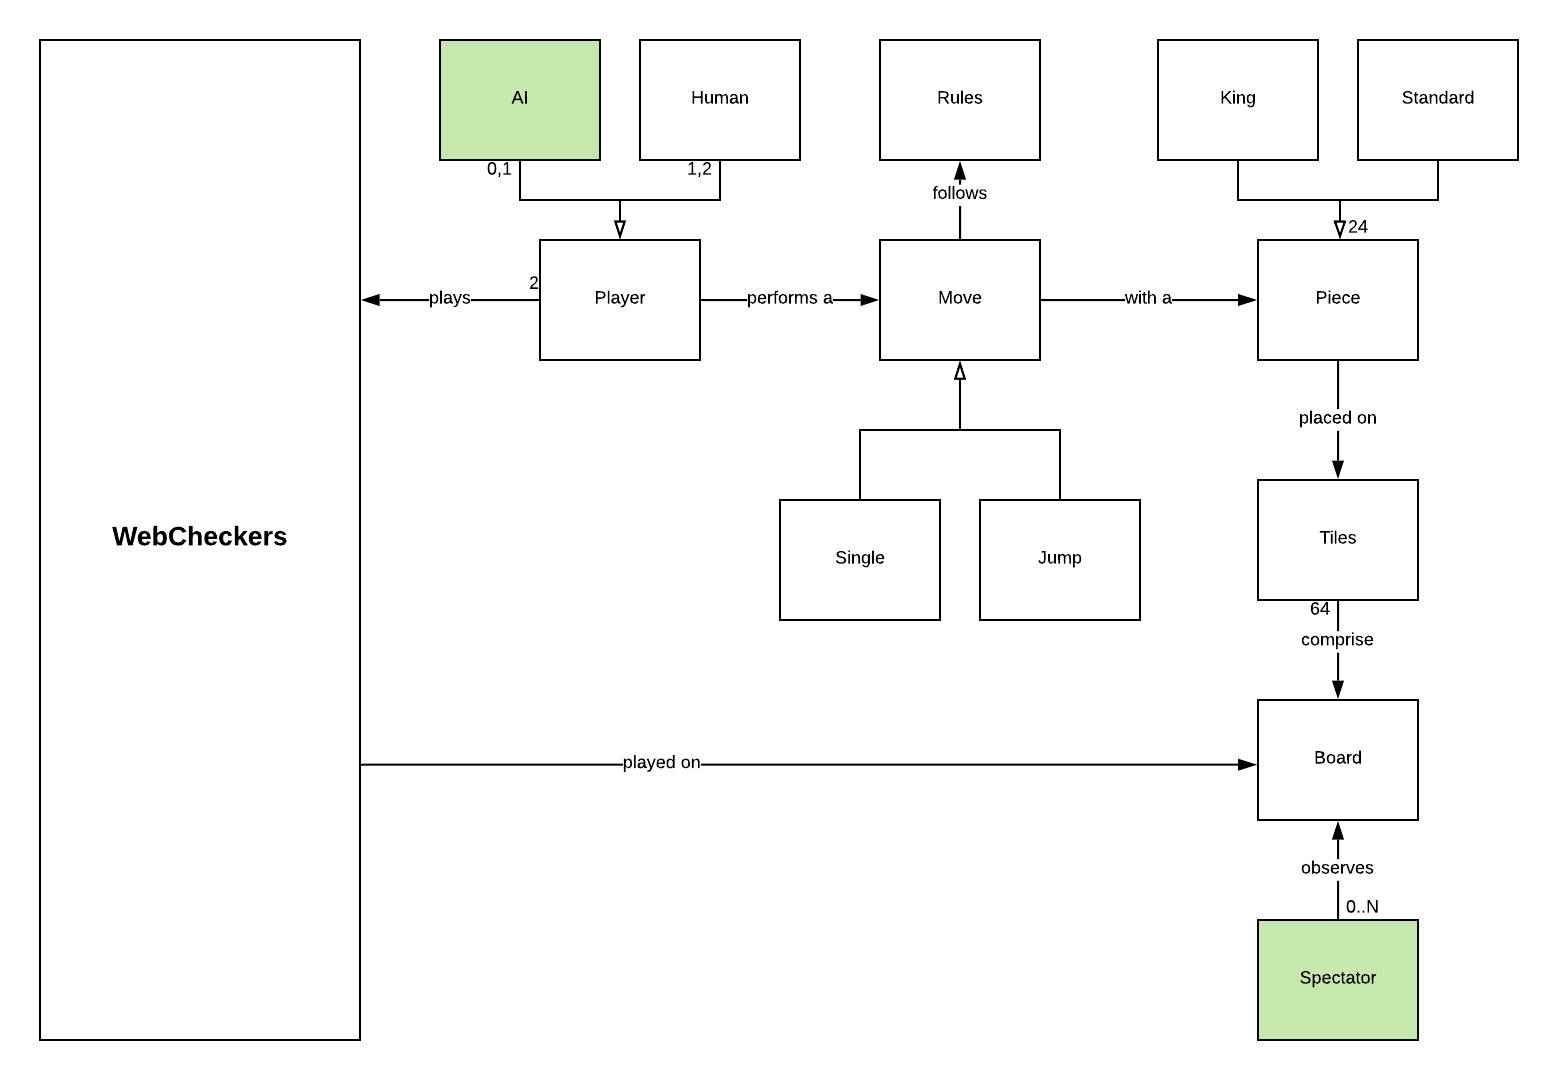 AI
Human
Rules
King
Standard
0,1
1,2
follows
24
2
plays
Player
performs a
Move
with a
Piece
placed on
WebCheckers
Single
Jump
Tiles
64
comprise
played on
Board
observes
0..N
Spectator